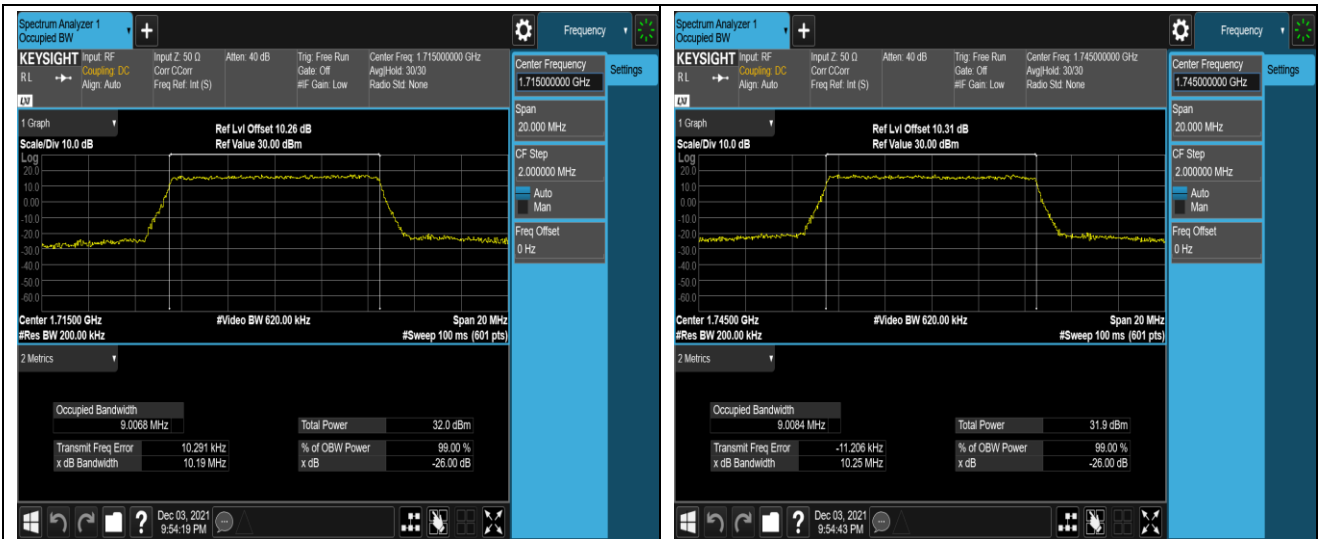 Spectrum Analyzer 1
Occupied BW
Frequency
KEYSIGHT Input: RF Input Z: 50 Ω Atten: 40 dB Trig: Free Run Center Freq: 1.715000000 GHz
RL Coupling: DC Corr CCorr Gate: Off Avg|Hold: 30/30
Align: Auto Freq Ref: Int (S) #IF Gain: Low Radio Std: None
LXI
Center Frequency
1.715000000 GHz
Settings
Span
20.000 MHz
CF Step
2.000000 MHz
Auto
Man
Freq Offset
0 Hz
1 Graph
Ref Lvl Offset 10.26 dB
Scale/Div 10.0 dB Ref Value 30.00 dBm
Log
20.0
10.0
0.00
-10.0
-20.0
-30.0
-40.0
-50.0
-60.0
Center 1.71500 GHz #Video BW 620.00 kHz Span 20 MHz
#Res BW 200.00 kHz #Sweep 100 ms (601 pts)
2 Metrics
Occupied Bandwidth
9.0068 MHz Total Power 32.0 dBm
Transmit Freq Error 10.291 kHz % of OBW Power 99.00 %
x dB Bandwidth 10.19 MHz x dB -26.00 dB
Dec 03, 2021
9:54:19 PM
Spectrum Analyzer 1
Occupied BW
Frequency
KEYSIGHT Input: RF Input Z: 50 Ω Atten: 40 dB Trig: Free Run Center Freq: 1.745000000 GHz
RL Coupling: DC Corr CCorr Gate: Off Avg|Hold: 30/30
Align: Auto Freq Ref: Int (S) #IF Gain: Low Radio Std: None
LXI
Center Frequency
1.745000000 GHz
Settings
Span
20.000 MHz
CF Step
2.000000 MHz
Auto
Man
Freq Offset
0 Hz
1 Graph
Ref Lvl Offset 10.31 dB
Scale/Div 10.0 dB Ref Value 30.00 dBm
Log
20.0
10.0
0.00
-10.0
-20.0
-30.0
-40.0
-50.0
-60.0
Center 1.74500 GHz #Video BW 620.00 kHz Span 20 MHz
#Res BW 200.00 kHz #Sweep 100 ms (601 pts)
2 Metrics
Occupied Bandwidth
9.0084 MHz Total Power 31.9 dBm
Transmit Freq Error -11.206 kHz % of OBW Power 99.00 %
x dB Bandwidth 10.25 MHz x dB -26.00 dB
Dec 03, 2021
9:54:43 PM